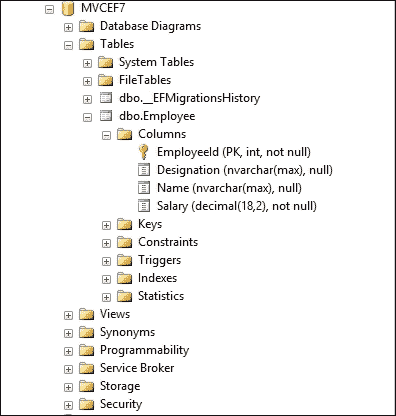 MVCEF7
Database Diagrams
Tables
System Tables
FileTables
dbo.__EFMigrationsHistory
dbo.Employee
Columns
EmployeeId (PK, int, not null)
Designation (nvarchar(max), null)
Name (nvarchar(max), null)
Salary (decimal(18,2), not null)
Keys
Constraints
Triggers
Indexes
Statistics
Views
Synonyms
Programmability
Service Broker
Storage
Security